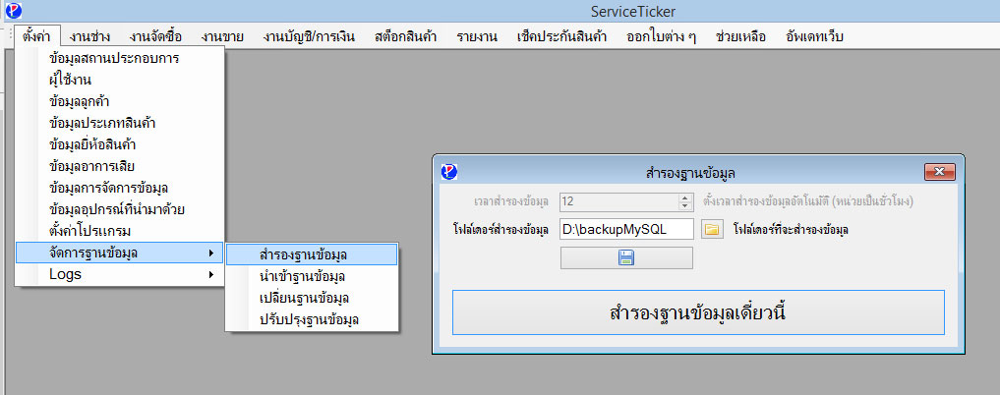 ServiceTicker
ตั้งค่า งานช่าง งานจัดซื้อ งานขาย งานบัญชี/การเงิน สต็อกสินค้า รายงาน เช็คประกันสินค้า ออกใบต่าง ๆ ช่วยเหลือ อัพเดทเว็บ
ข้อมูลสถานประกอบการ
ผู้ใช้งาน
ข้อมูลลูกค้า
ข้อมูลประเภทสินค้า
ข้อมูลยี่ห้อสินค้า
ข้อมูลอาการเสีย
ข้อมูลการจัดการข้อมูล
ข้อมูลอุปกรณ์ที่นำมาด้วย
ตั้งค่าโปรแกรม
จัดการฐานข้อมูล
Logs
สำรองฐานข้อมูล
นำเข้าฐานข้อมูล
เปลี่ยนฐานข้อมูล
ปรับปรุงฐานข้อมูล
สำรองฐานข้อมูล
เวลาสำรองข้อมูล 12 ตั้งเวลาสำรองข้อมูลอัตโนมัติ (หน่วยเป็นชั่วโมง)
โฟลเดอร์สำรองข้อมูล D:\backupMySQL โฟลเดอร์ที่จะสำรองข้อมูล
สำรองฐานข้อมูลเดี๋ยวนี้